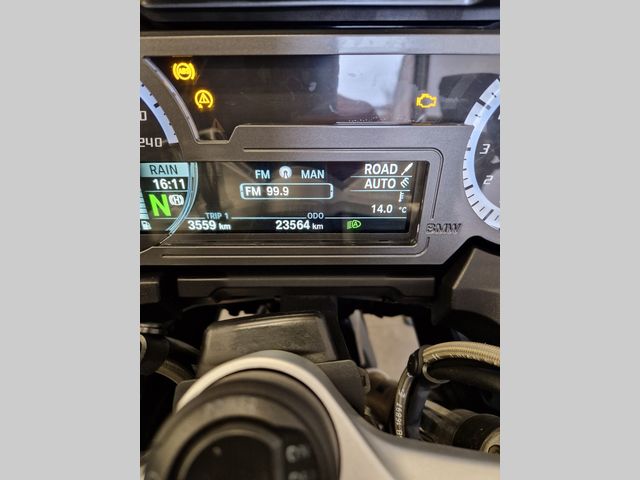 ABS
240
RAIN
FM MAN
ROAD
16:11
FM 99.9
AUTO
N
14.0 °C
TRIP 1
ODO
3559 km
23564 km
A
2
BMW